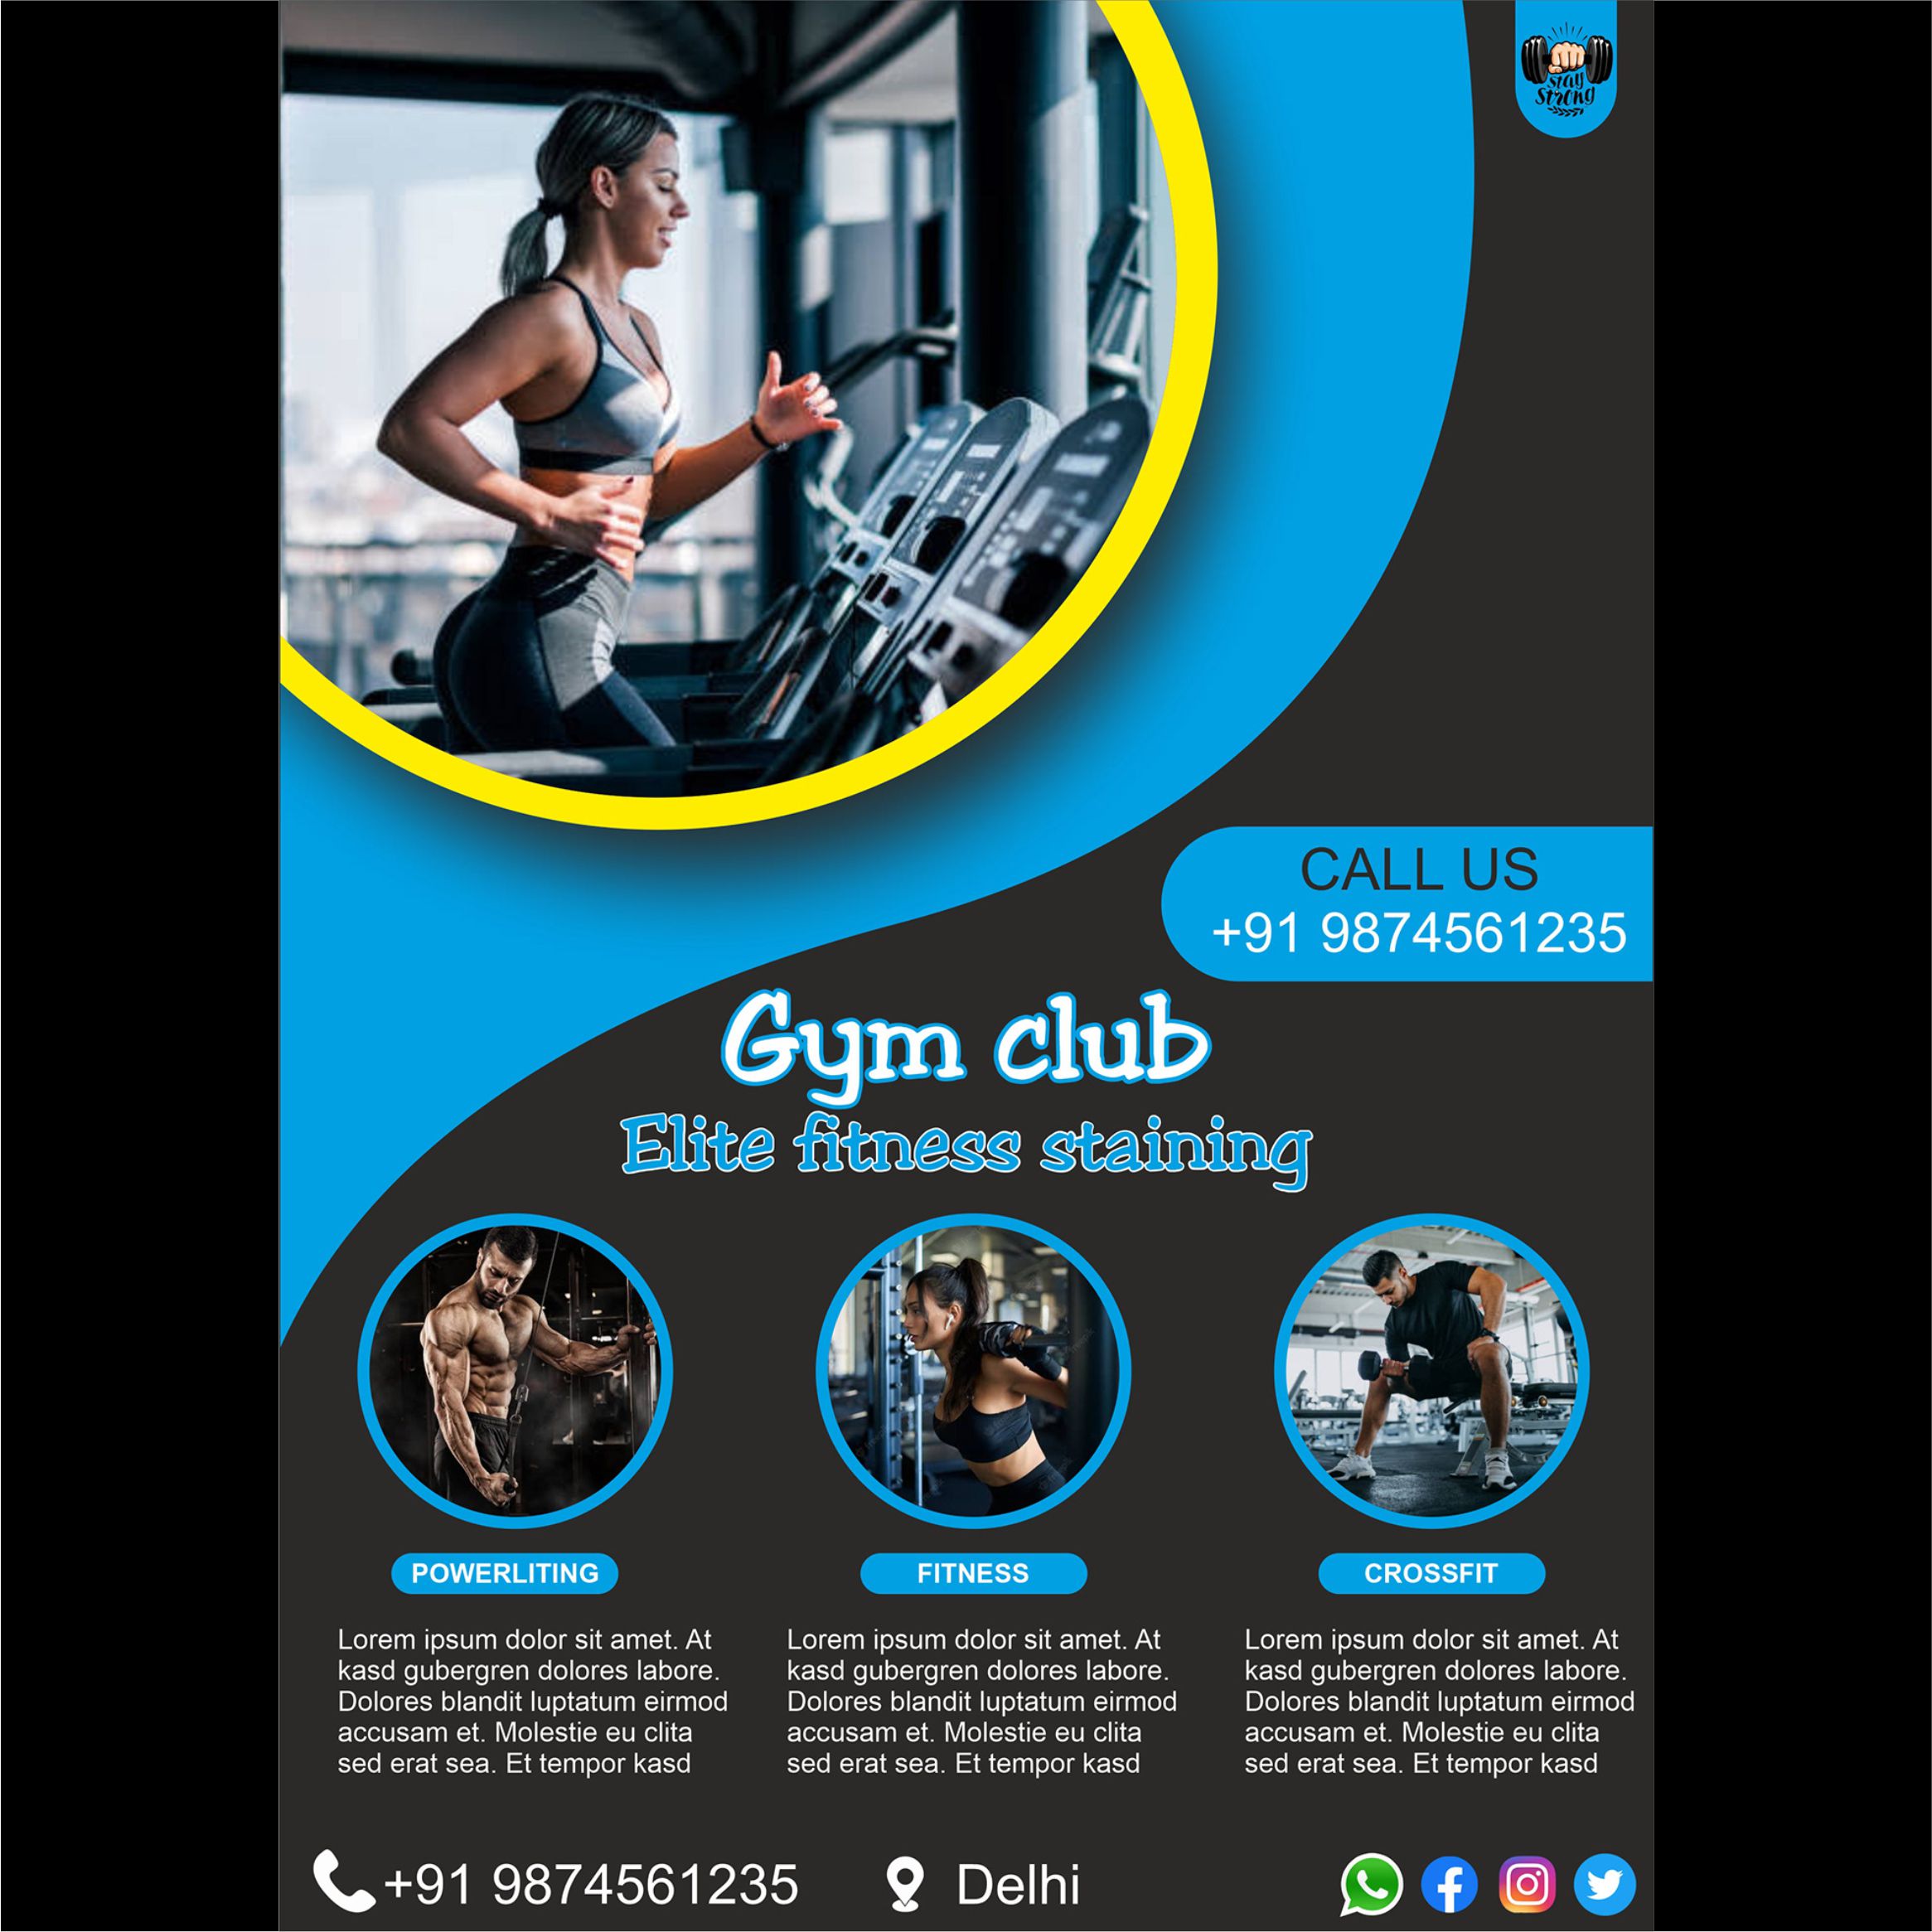 Stay
Strong
CALL US
+91 9874561235
Gym club
Elite fitness staining
POWERLITING
Lorem ipsum dolor sit amet. At
kasd gubergren dolores labore.
Dolores blandit luptatum eirmod
accusam et. Molestie eu clita
sed erat sea. Et tempor kasd
FITNESS
Lorem ipsum dolor sit amet. At
kasd gubergren dolores labore.
Dolores blandit luptatum eirmod
accusam et. Molestie eu clita
sed erat sea. Et tempor kasd
CROSSFIT
Lorem ipsum dolor sit amet. At
kasd gubergren dolores labore.
Dolores blandit luptatum eirmod
accusam et. Molestie eu clita
sed erat sea. Et tempor kasd
+91 9874561235
Delhi